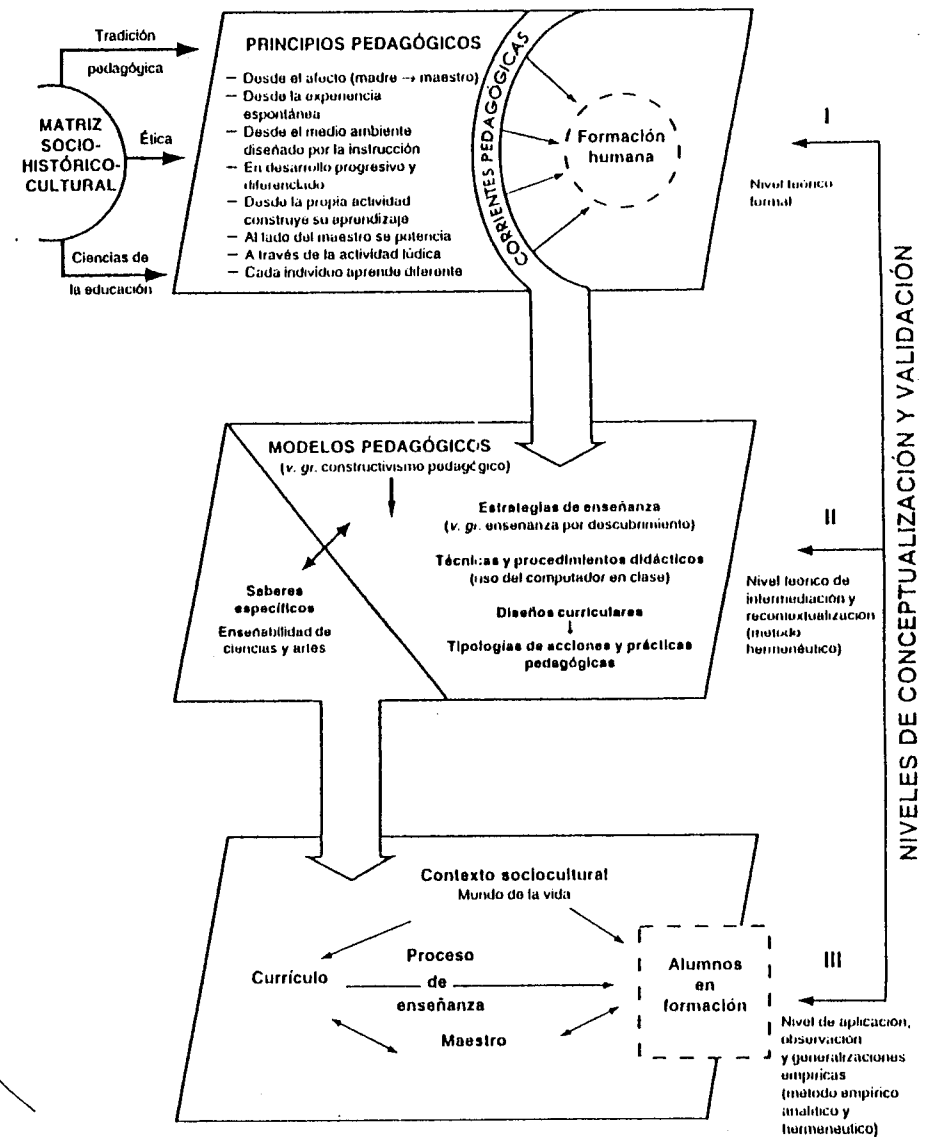 Tradición
pedagógica
MATRIZ
SOCIO-
HISTÓRICO-
CULTURAL
Ética
Ciencias de
la educación
PRINCIPIOS PEDAGÓGICOS
– Desde el afecto (madre → maestro)
– Desde la experiencia
espontánea
– Desde el medio ambiente
diseñado por la instrucción
– En desarrollo progresivo y
diferenciado
– Desde la propia actividad
construye su aprendizaje
– Al lado del maestro se potencia
– A través de la actividad lúdica
– Cada individuo aprende diferente
CORRIENTES PEDAGÓGICAS
Formación
humana
I
Nivel teórico
formal
MODELOS PEDAGÓGICOS
(v. gr. constructivismo pedagógico)
Estrategias de enseñanza
(v. gr. enseñanza por descubrimiento)
Técnicas y procedimientos didácticos
(uso del computador en clase)
Diseños curriculares
↓
Tipologías de acciones y prácticas
pedagógicas
Saberes
específicos
Enseñabilidad de
ciencias y artes
II
Nivel teórico de
intermediación y
recontextualización
(método
hermenéutico)
NIVELES DE CONCEPTUALIZACIÓN Y VALIDACIÓN
Contexto sociocultural
Mundo de la vida
Currículo
Proceso
de
enseñanza
Maestro
Alumnos
en
formación
III
Nivel de aplicación,
observación
y generalizaciones
empíricas
(método empírico
analítico y
hermenéutico)